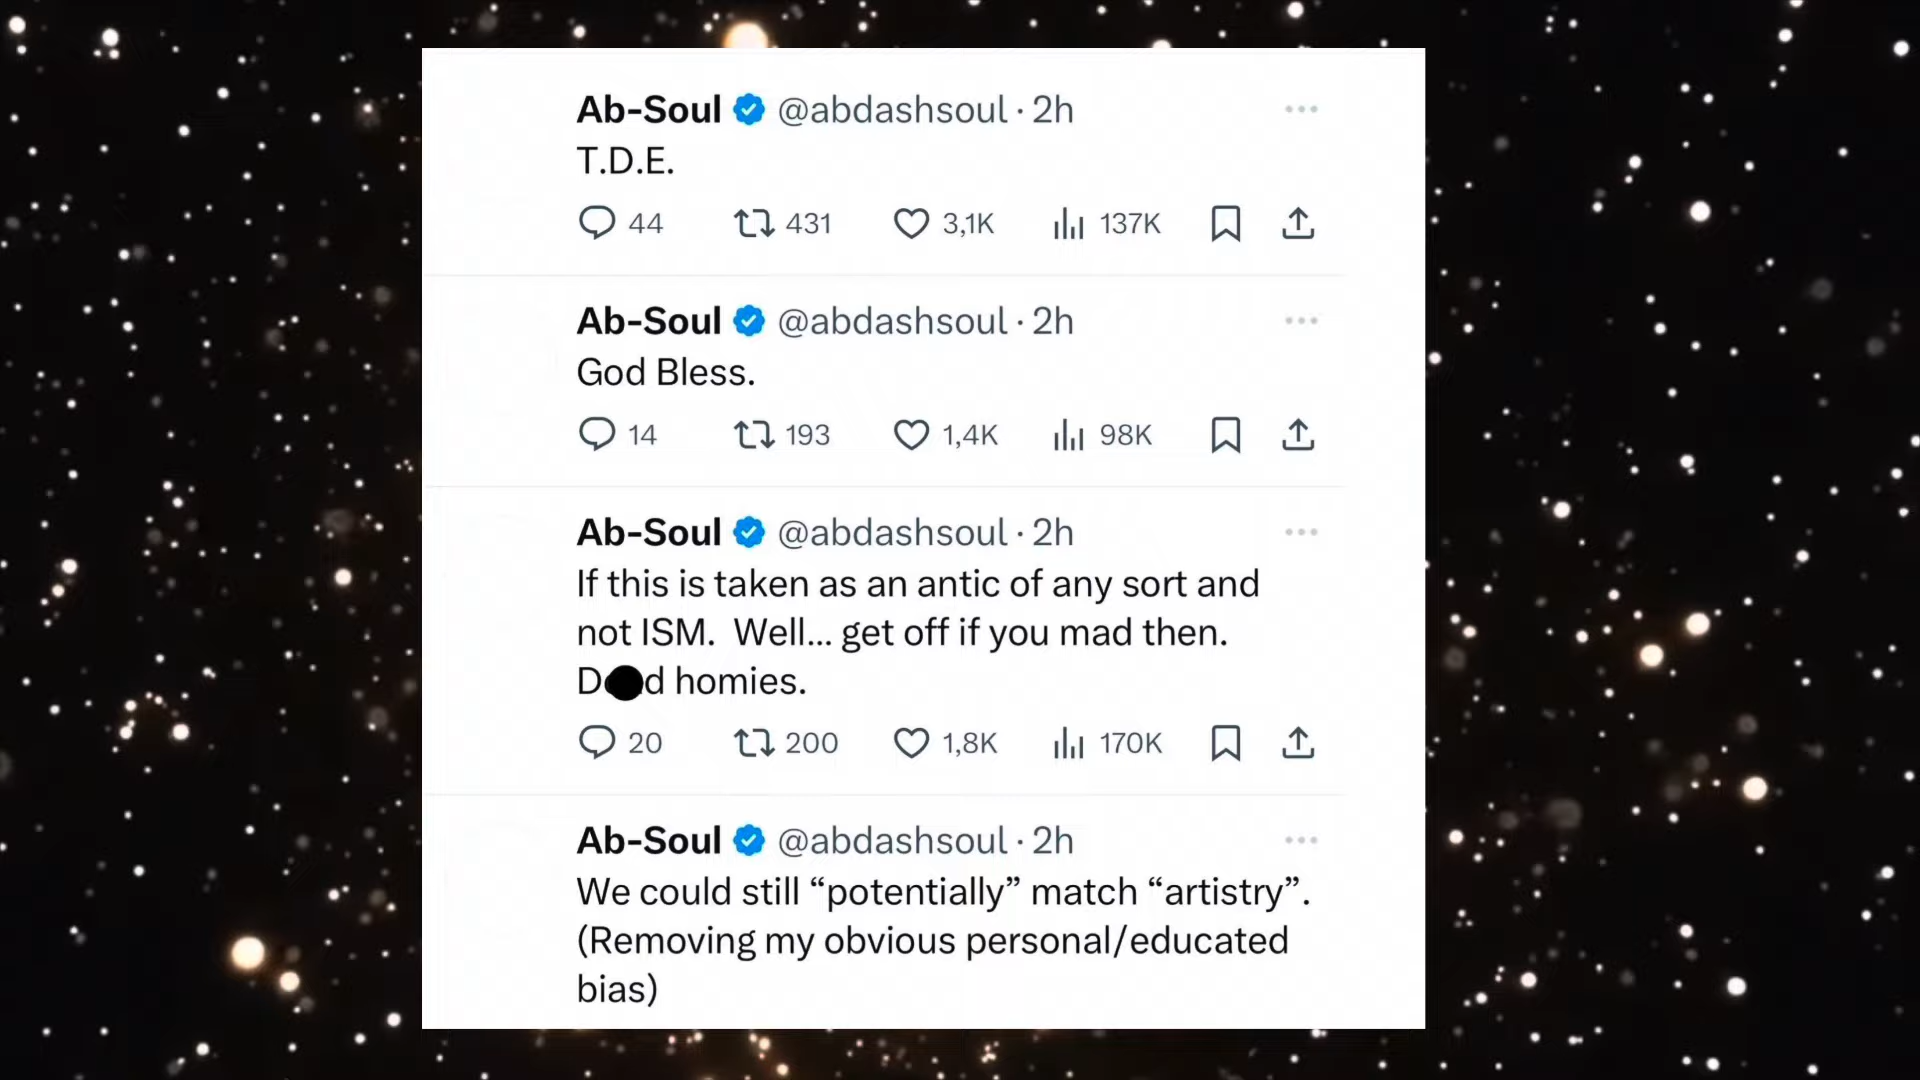 Ab-Soul @abdashsoul · 2h
T.D.E.
44 431 3,1K 137K
Ab-Soul @abdashsoul · 2h
God Bless.
14 193 1,4K 98K
Ab-Soul @abdashsoul · 2h
If this is taken as an antic of any sort and
not ISM.  Well... get off if you mad then.
homies.
20 200 1,8K 170K
Ab-Soul @abdashsoul · 2h
We could still “potentially” match “artistry”.
(Removing my obvious personal/educated
bias)